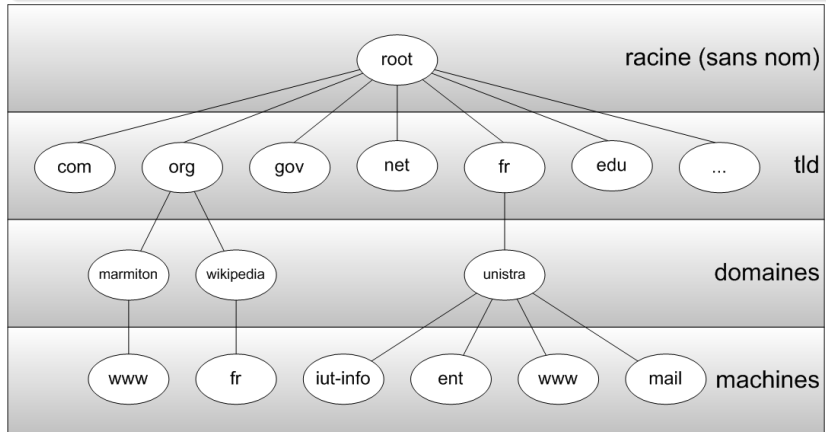 root racine (sans nom)
com org gov net fr edu ... tld
marmiton wikipedia unistra domaines
www fr iut-info ent www mail machines